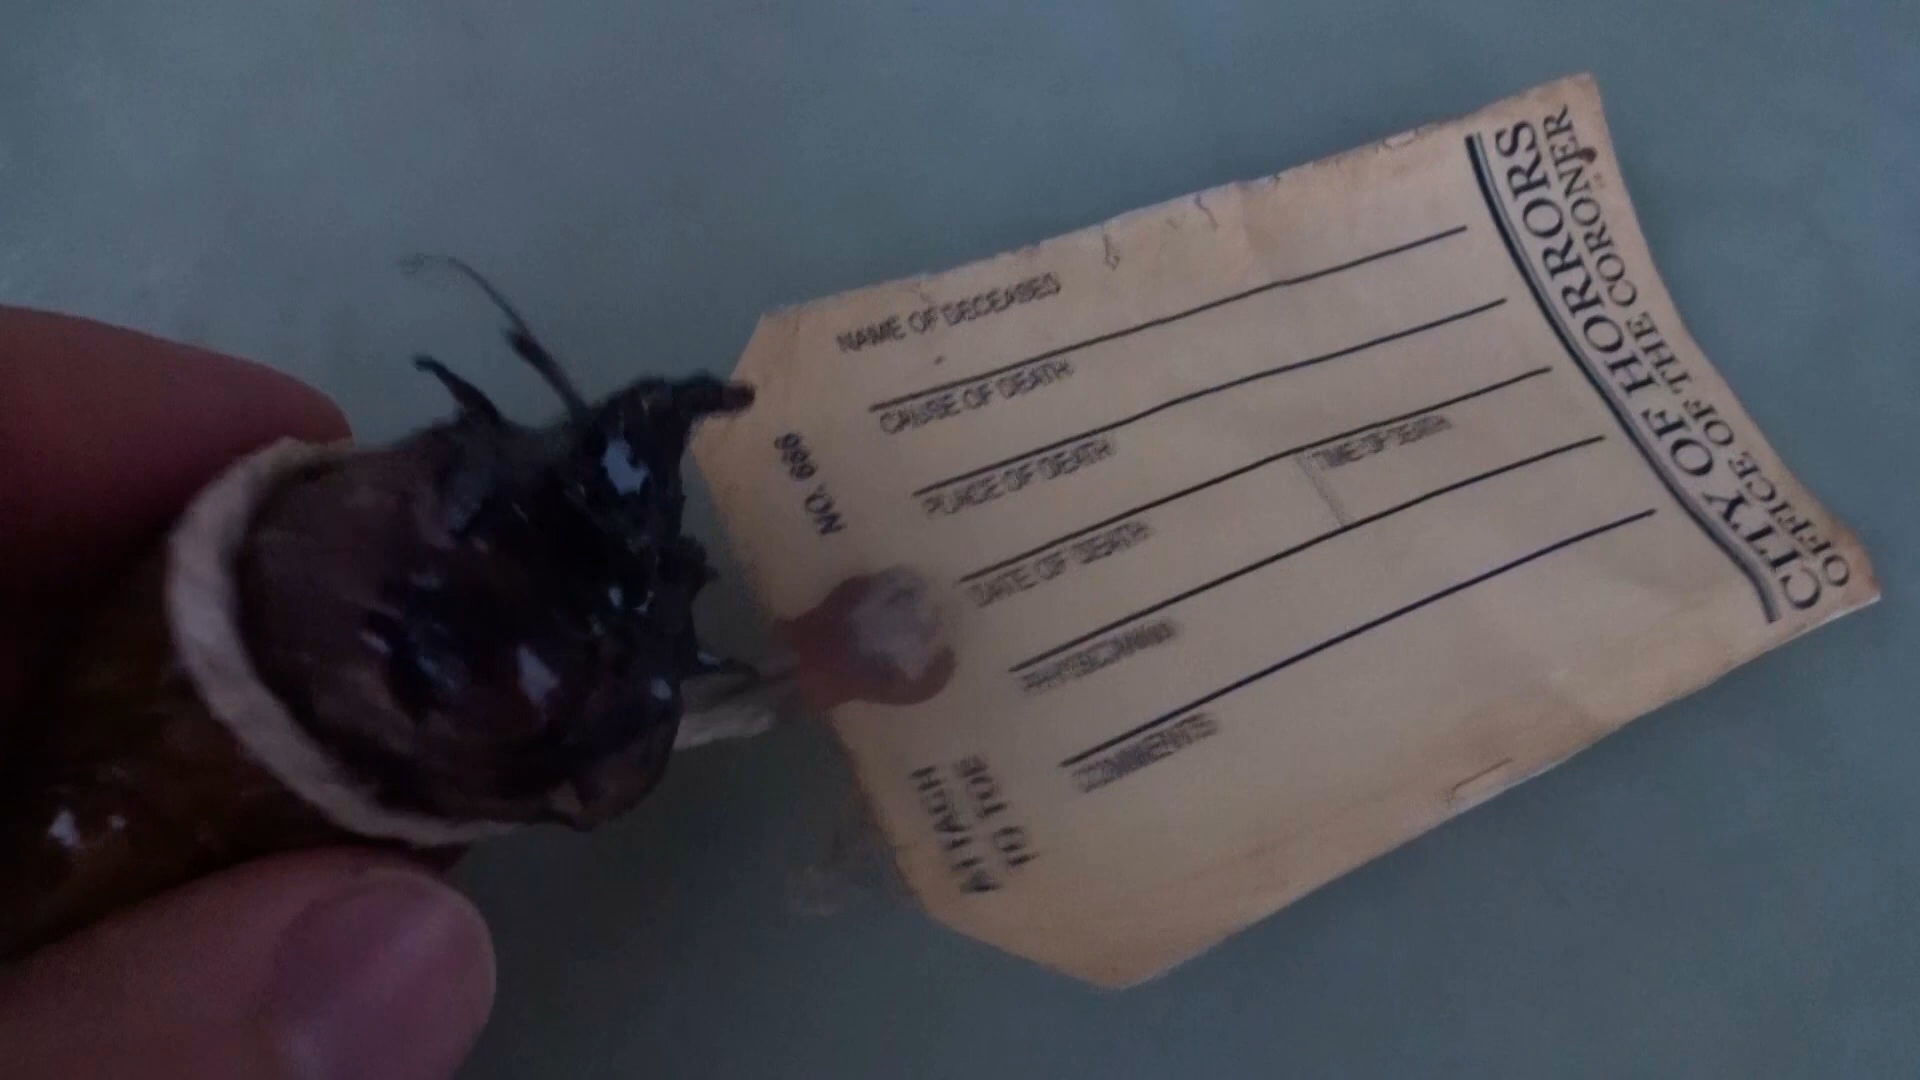 CITY OF HORRORS
OFFICE OF THE CORONER
NAME OF DECEASED
CAUSE OF DEATH
PLACE OF DEATH
TIME OF DEATH
DATE OF DEATH
COMMENTS
NO. 666
ATTACH
TO TOE